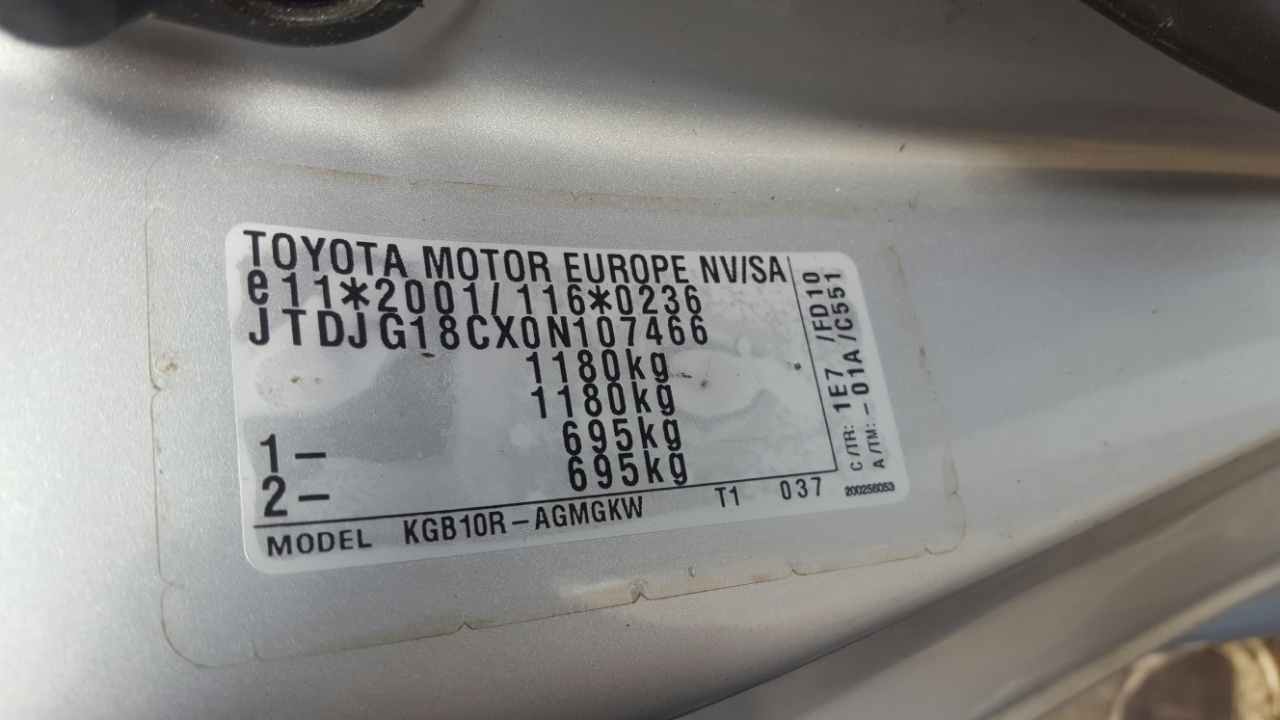 TOYOTA MOTOR EUROPE NV/SA
e11*2001/116*0236
JTDJG18CX0N107466
1180kg
1180kg
1- 695kg
2- 695kg
MODEL KGB10R-AGMGKW T1 037
C/TR: 1E7 /FD10
A/TM: -01A/C551
200256053